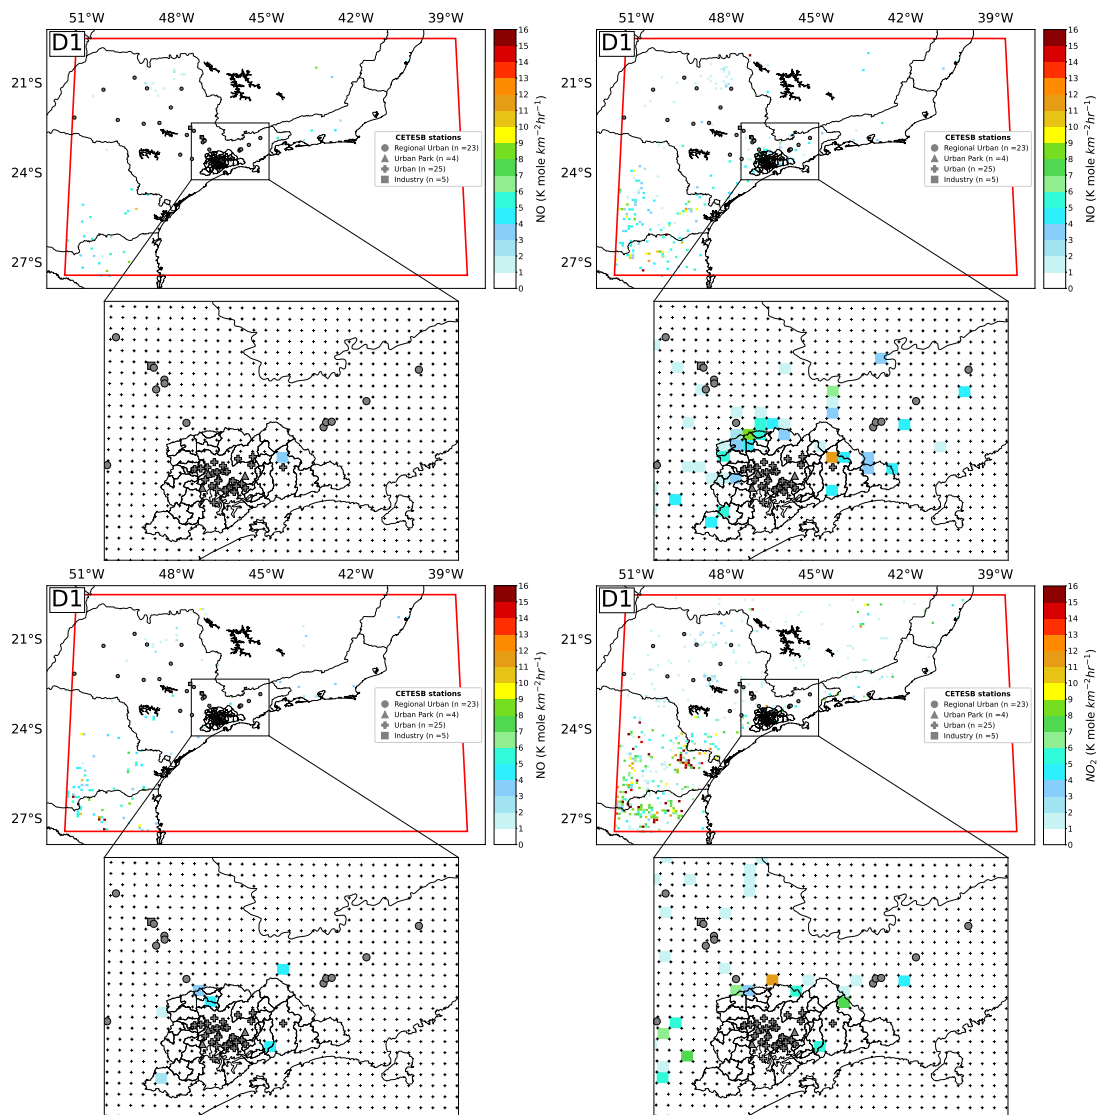 51°W 48°W 45°W 42°W 39°W
D1
21°S
24°S
27°S
CETESB stations
Regional Urban (n =23)
Urban Park (n =4)
Urban (n =25)
Industry (n =5)
16
15
14
13
12
11
10
9
8
7
6
5
4
3
2
1
0
NO (K mole km⁻²hr⁻¹)
51°W 48°W 45°W 42°W 39°W
D1
21°S
24°S
27°S
CETESB stations
Regional Urban (n =23)
Urban Park (n =4)
Urban (n =25)
Industry (n =5)
16
15
14
13
12
11
10
9
8
7
6
5
4
3
2
1
0
NO (K mole km⁻²hr⁻¹)
51°W 48°W 45°W 42°W 39°W
D1
21°S
24°S
27°S
CETESB stations
Regional Urban (n =23)
Urban Park (n =4)
Urban (n =25)
Industry (n =5)
16
15
14
13
12
11
10
9
8
7
6
5
4
3
2
1
0
NO (K mole km⁻²hr⁻¹)
51°W 48°W 45°W 42°W 39°W
D1
21°S
24°S
27°S
CETESB stations
Regional Urban (n =23)
Urban Park (n =4)
Urban (n =25)
Industry (n =5)
16
15
14
13
12
11
10
9
8
7
6
5
4
3
2
1
0
NO₂ (K mole km⁻²hr⁻¹)